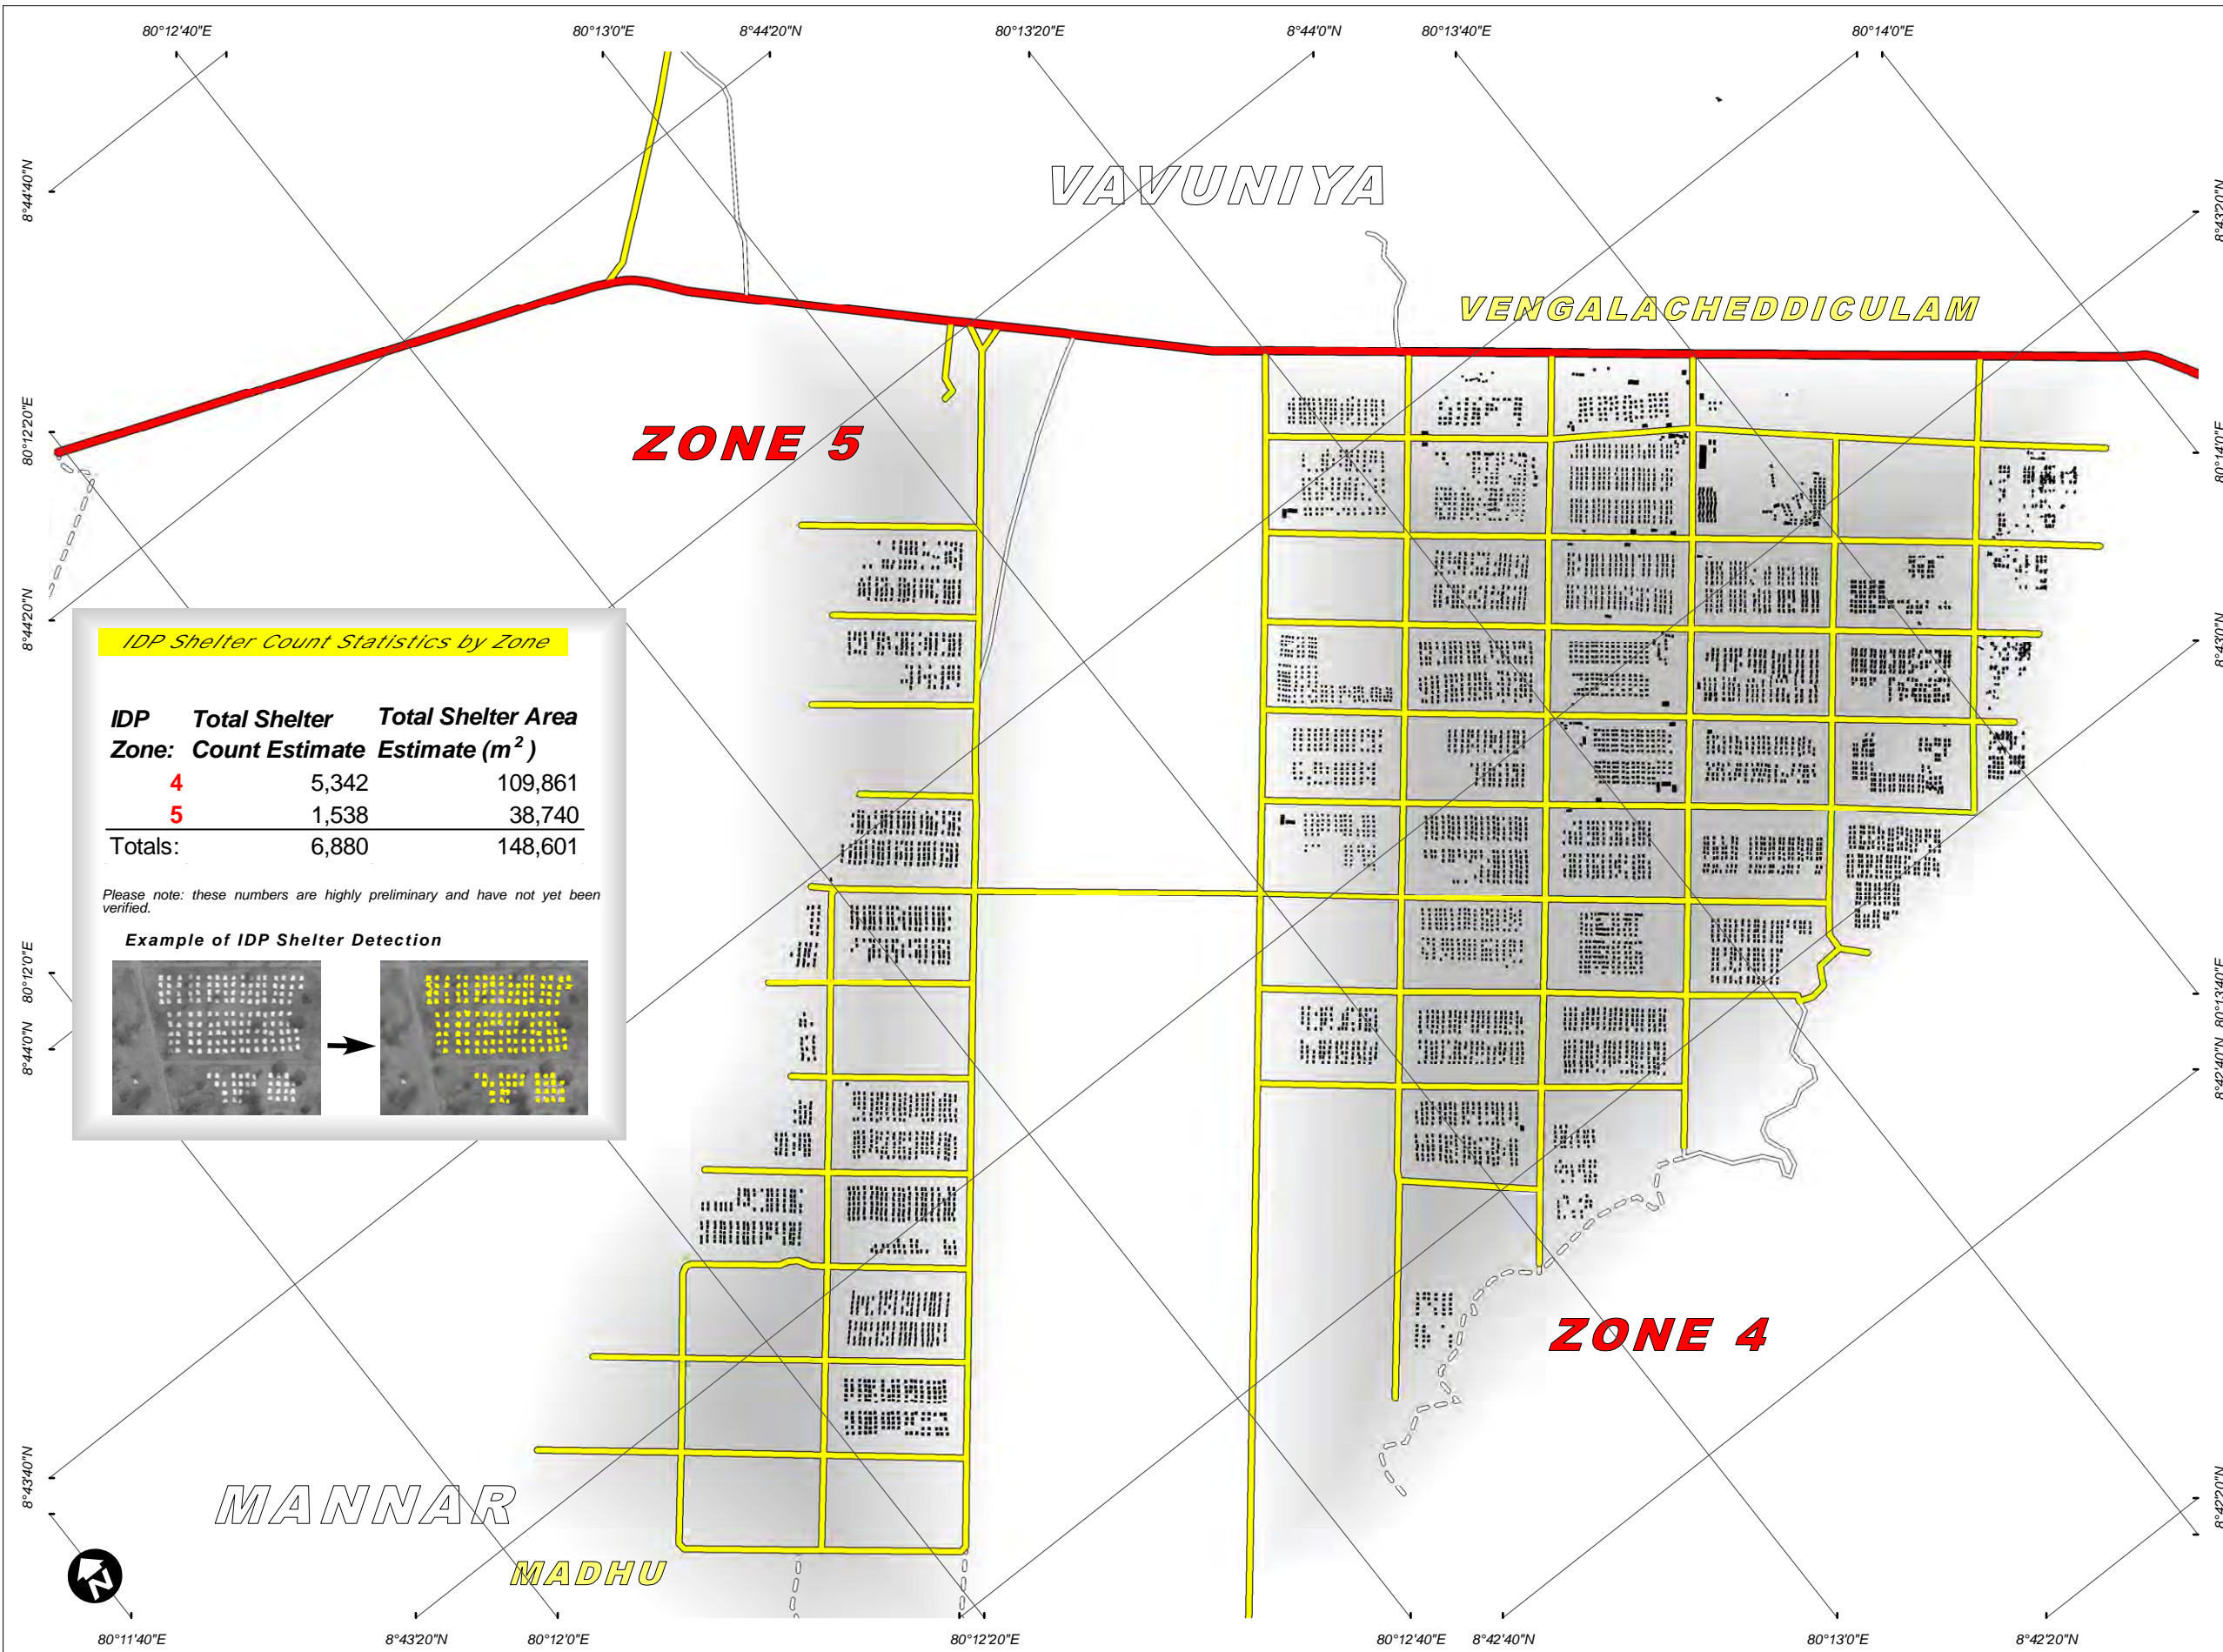 80°12'40"E 80°13'0"E 8°44'20"N 80°13'20"E 8°44'0"N 80°13'40"E 80°14'0"E
8°44'40"N
8°43'20"N
VAVUNIYA
VENGALACHEDDICULAM
80°12'20"E
ZONE 5
80°14'0"E
8°44'20"N
8°43'0"N
IDP Shelter Count Statistics by Zone
IDP Total Shelter Total Shelter Area
Zone: Count Estimate Estimate (m²)
4 5,342 109,861
5 1,538 38,740
Totals: 6,880 148,601
Please note: these numbers are highly preliminary and have not yet been
verified.
Example of IDP Shelter Detection
80°12'0"E
80°13'40"E
8°44'0"N
8°42'40"N
ZONE 4
8°43'40"N
8°42'20"N
MANNAR
MADHU
N
80°11'40"E 8°43'20"N 80°12'0"E 80°12'20"E 80°12'40"E 8°42'40"N 80°13'0"E 8°42'20"N